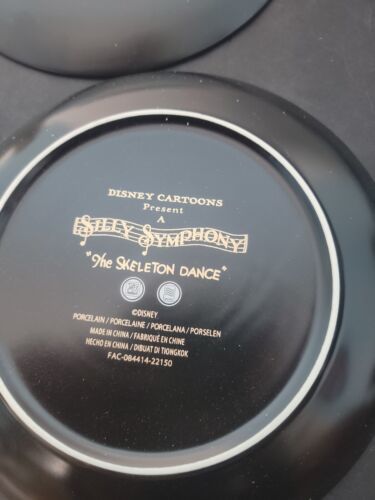 DISNEY CARTOONS
Present
A
SILLY SYMPHONY
"The SKELETON DANCE"
©DISNEY
PORCELAIN / PORCELAINE / PORCELANA / PORSELEN
MADE IN CHINA / FABRIQUÉ EN CHINE
HECHO EN CHINA / DIBUAT DI TIONGKOK
FAC-084414-22150